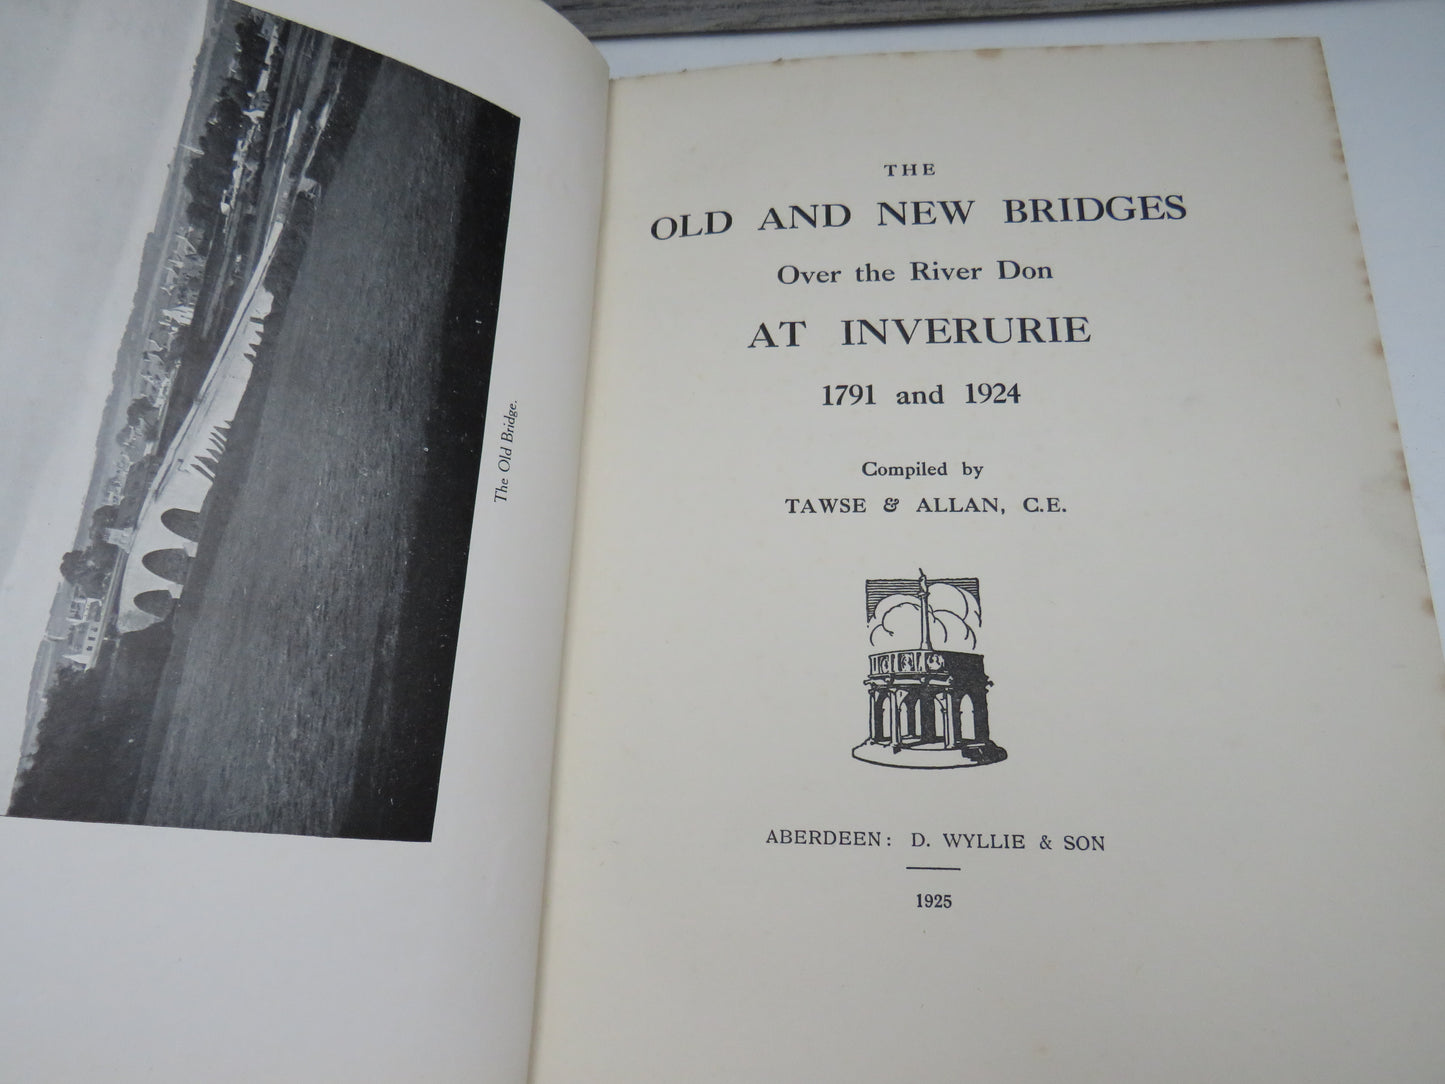 The Old Bridge.
THE
OLD AND NEW BRIDGES
Over the River Don
AT INVERURIE
1791 and 1924
Compiled by
TAWSE & ALLAN, C.E.
ABERDEEN: D. WYLLIE & SON
1925